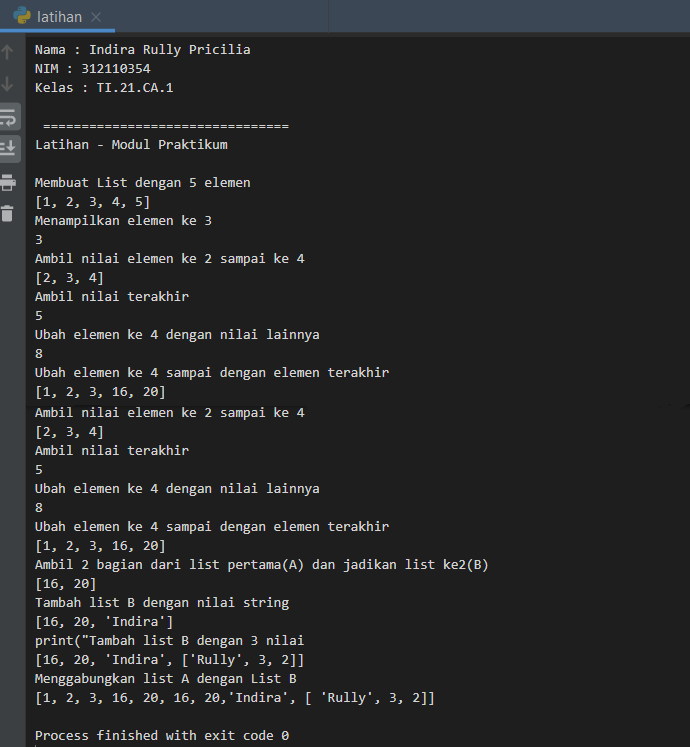 latihan
Nama : Indira Rully Pricilia
NIM : 312110354
Kelas : TI.21.CA.1
================================
Latihan - Modul Praktikum
Membuat List dengan 5 elemen
[1, 2, 3, 4, 5]
Menampilkan elemen ke 3
3
Ambil nilai elemen ke 2 sampai ke 4
[2, 3, 4]
Ambil nilai terakhir
5
Ubah elemen ke 4 dengan nilai lainnya
8
Ubah elemen ke 4 sampai dengan elemen terakhir
[1, 2, 3, 16, 20]
Ambil nilai elemen ke 2 sampai ke 4
[2, 3, 4]
Ambil nilai terakhir
5
Ubah elemen ke 4 dengan nilai lainnya
8
Ubah elemen ke 4 sampai dengan elemen terakhir
[1, 2, 3, 16, 20]
Ambil 2 bagian dari list pertama(A) dan jadikan list ke2(B)
[16, 20]
Tambah list B dengan nilai string
[16, 20, 'Indira']
print("Tambah list B dengan 3 nilai
[16, 20, 'Indira', ['Rully', 3, 2]]
Menggabungkan list A dengan List B
[1, 2, 3, 16, 20, 16, 20,'Indira', [ 'Rully', 3, 2]]
Process finished with exit code 0